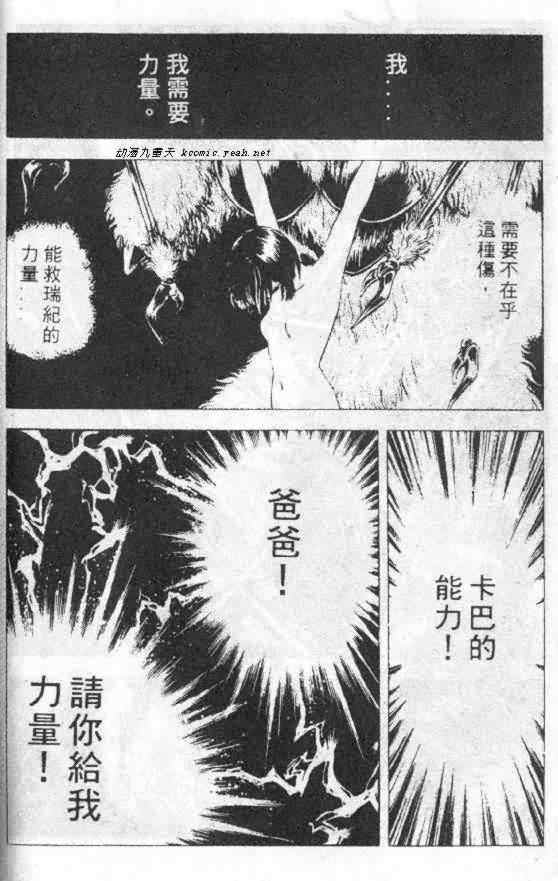 我……
我需要
力量。
动漫九重天 kcomic.yeah.net
需要不在乎
這種傷，
能救瑞紀的
力量……
卡巴的
能力！
爸爸！
請你給我
力量！